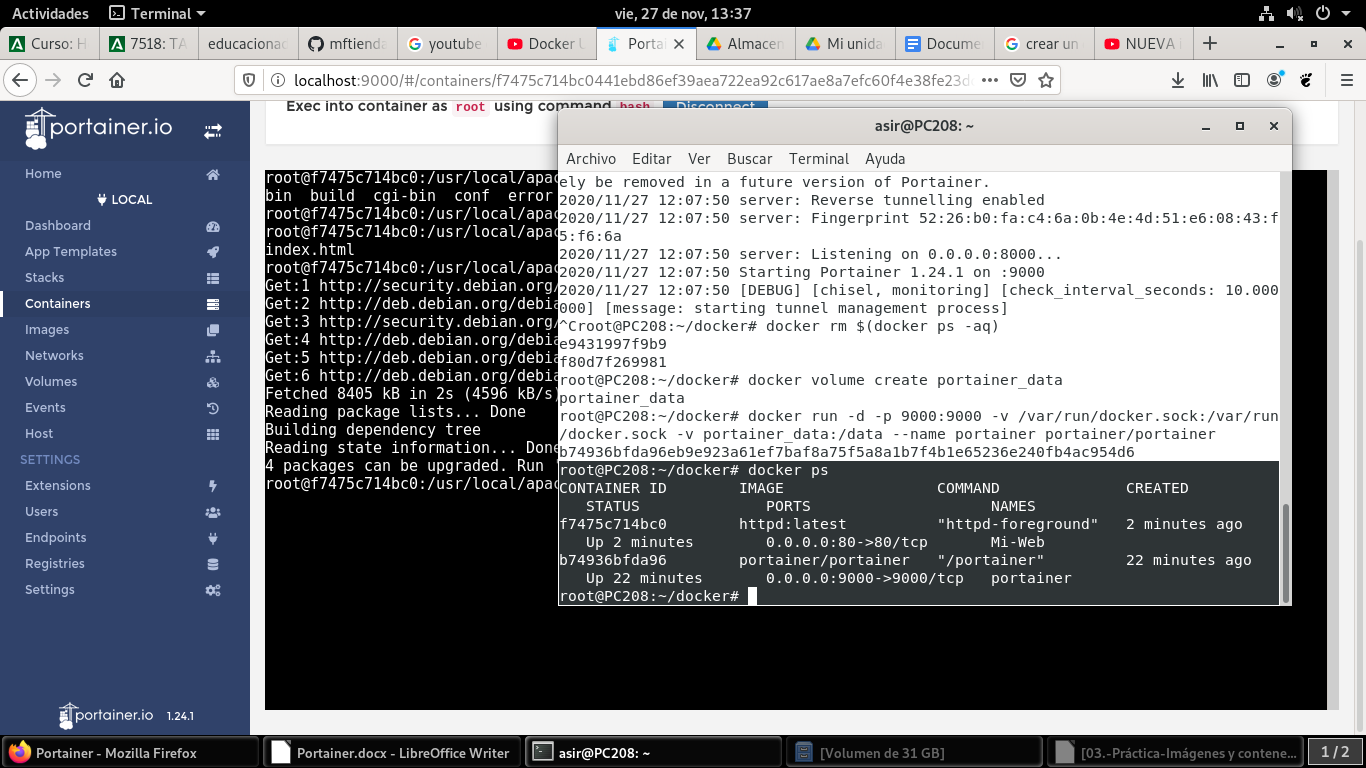 Actividades
Terminal
vie, 27 de nov, 13:37
Curso: H
7518: TA
educacionad
mftienda
youtube
Docker U
Portai
Almacen
Mi unida
Docume
crear un
NUEVA
localhost:9000/#/containers/f7475c714bc0441ebd86ef39aea722ea92c617ae8a7efc60f4e38fe23d
portainer.io
Home
LOCAL
Dashboard
App Templates
Stacks
Containers
Images
Networks
Volumes
Events
Host
SETTINGS
Extensions
Users
Endpoints
Registries
Settings
portainer.io 1.24.1
Exec into container as root using command bash Disconnect
root@f7475c714bc0:/usr/local/apac
bin build cgi-bin conf error
root@f7475c714bc0:/usr/local/apac
root@f7475c714bc0:/usr/local/apac
index.html
root@f7475c714bc0:/usr/local/apac
Get:1 http://security.debian.org/
Get:2 http://deb.debian.org/debia
Get:3 http://security.debian.org/
Get:4 http://deb.debian.org/debia
Get:5 http://deb.debian.org/debia
Get:6 http://deb.debian.org/debia
Fetched 8405 kB in 2s (4596 kB/s)
Reading package lists... Done
Building dependency tree
Reading state information... Done
4 packages can be upgraded. Run '
root@f7475c714bc0:/usr/local/apac
asir@PC208: ~
Archivo Editar Ver Buscar Terminal Ayuda
ely be removed in a future version of Portainer.
2020/11/27 12:07:50 server: Reverse tunnelling enabled
2020/11/27 12:07:50 server: Fingerprint 52:26:b0:fa:c4:6a:0b:4e:4d:51:e6:08:43:f
5:f6:6a
2020/11/27 12:07:50 server: Listening on 0.0.0.0:8000...
2020/11/27 12:07:50 Starting Portainer 1.24.1 on :9000
2020/11/27 12:07:50 [DEBUG] [chisel, monitoring] [check_interval_seconds: 10.000
000] [message: starting tunnel management process]
^Croot@PC208:~/docker# docker rm $(docker ps -aq)
e9431997f9b9
f80d7f269981
root@PC208:~/docker# docker volume create portainer_data
portainer_data
root@PC208:~/docker# docker run -d -p 9000:9000 -v /var/run/docker.sock:/var/run
/docker.sock -v portainer_data:/data --name portainer portainer/portainer
b74936bfda96eb9e923a61ef7baf8a75f5a8a1b7f4b1e65236e240fb4ac954d6
root@PC208:~/docker# docker ps
CONTAINER ID IMAGE COMMAND CREATED
STATUS PORTS NAMES
f7475c714bc0 httpd:latest "httpd-foreground" 2 minutes ago
Up 2 minutes 0.0.0.0:80->80/tcp Mi-Web
b74936bfda96 portainer/portainer "/portainer" 22 minutes ago
Up 22 minutes 0.0.0.0:9000->9000/tcp portainer
root@PC208:~/docker#
Portainer - Mozilla Firefox
Portainer.docx - LibreOffice Writer
asir@PC208: ~
[Volumen de 31 GB]
[03.-Práctica-Imágenes y contene...
1 / 2